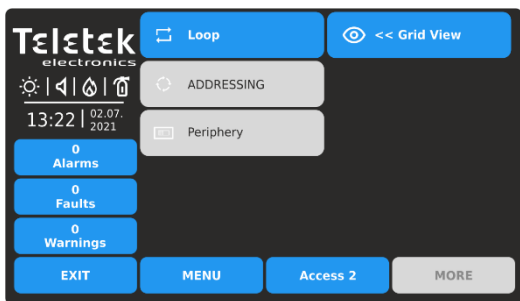 Teletek
electronics
13:22
02.07.
2021
0
Alarms
0
Faults
0
Warnings
EXIT
Loop
ADDRESSING
Periphery
<< Grid View
MENU
Access 2
MORE